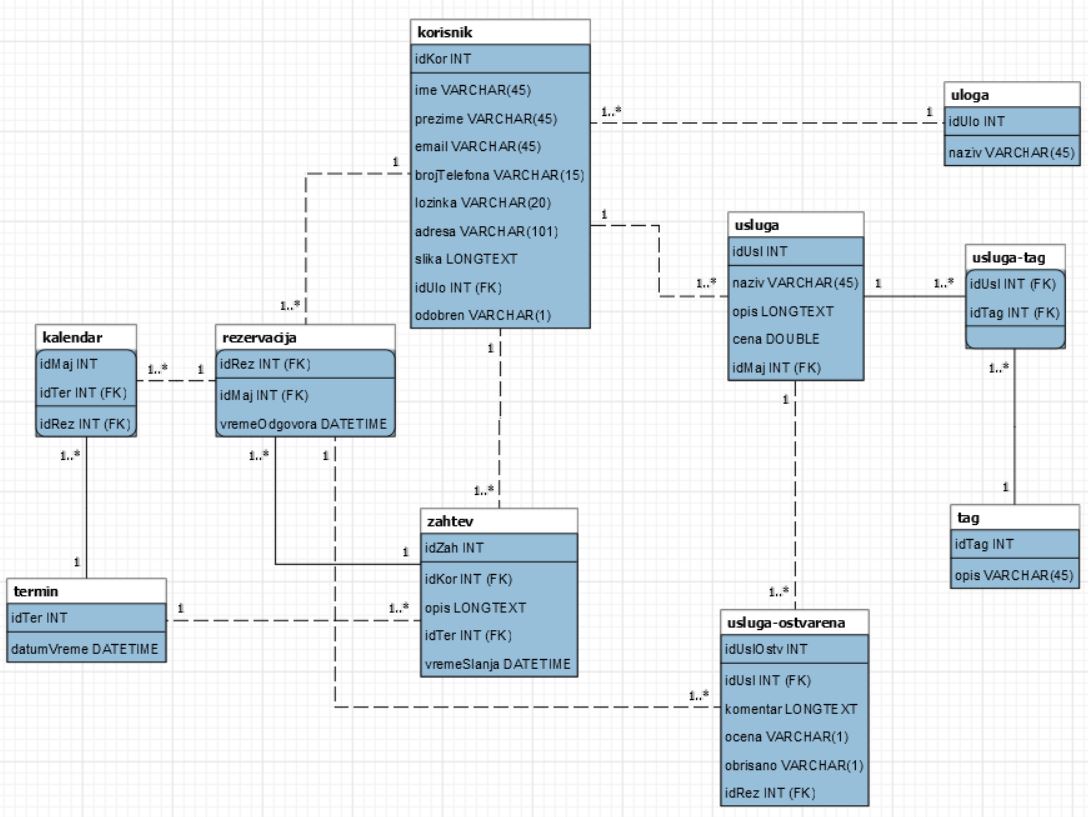 korisnik
idKor INT
ime VARCHAR(45)
prezime VARCHAR(45)
email VARCHAR(45)
brojTelefona VARCHAR(15)
lozinka VARCHAR(20)
adresa VARCHAR(101)
slika LONGTEXT
idUlo INT (FK)
odobren VARCHAR(1)
1..*
1
uloga
idUlo INT
naziv VARCHAR(45)
1
1..*
1
1..*
usluga
idUsl INT
naziv VARCHAR(45)
opis LONGTEXT
cena DOUBLE
idMaj INT (FK)
1
1..*
usluga-tag
idUsl INT (FK)
idTag INT (FK)
kalendar
idMaj INT
idTer INT (FK)
idRez INT (FK)
1..*
1
rezervacija
idRez INT (FK)
idMaj INT (FK)
vremeOdgovora DATETIME
1
1..*
1..*
1
1..*
1
1
1..*
1
1..*
1
tag
idTag INT
opis VARCHAR(45)
zahtev
idZah INT
idKor INT (FK)
opis LONGTEXT
idTer INT (FK)
vremeSlanja DATETIME
termin
idTer INT
datumVreme DATETIME
1
1..*
1..*
1..*
usluga-ostvarena
idUslOstv INT
idUsl INT (FK)
komentar LONGTEXT
ocena VARCHAR(1)
obrisano VARCHAR(1)
idRez INT (FK)